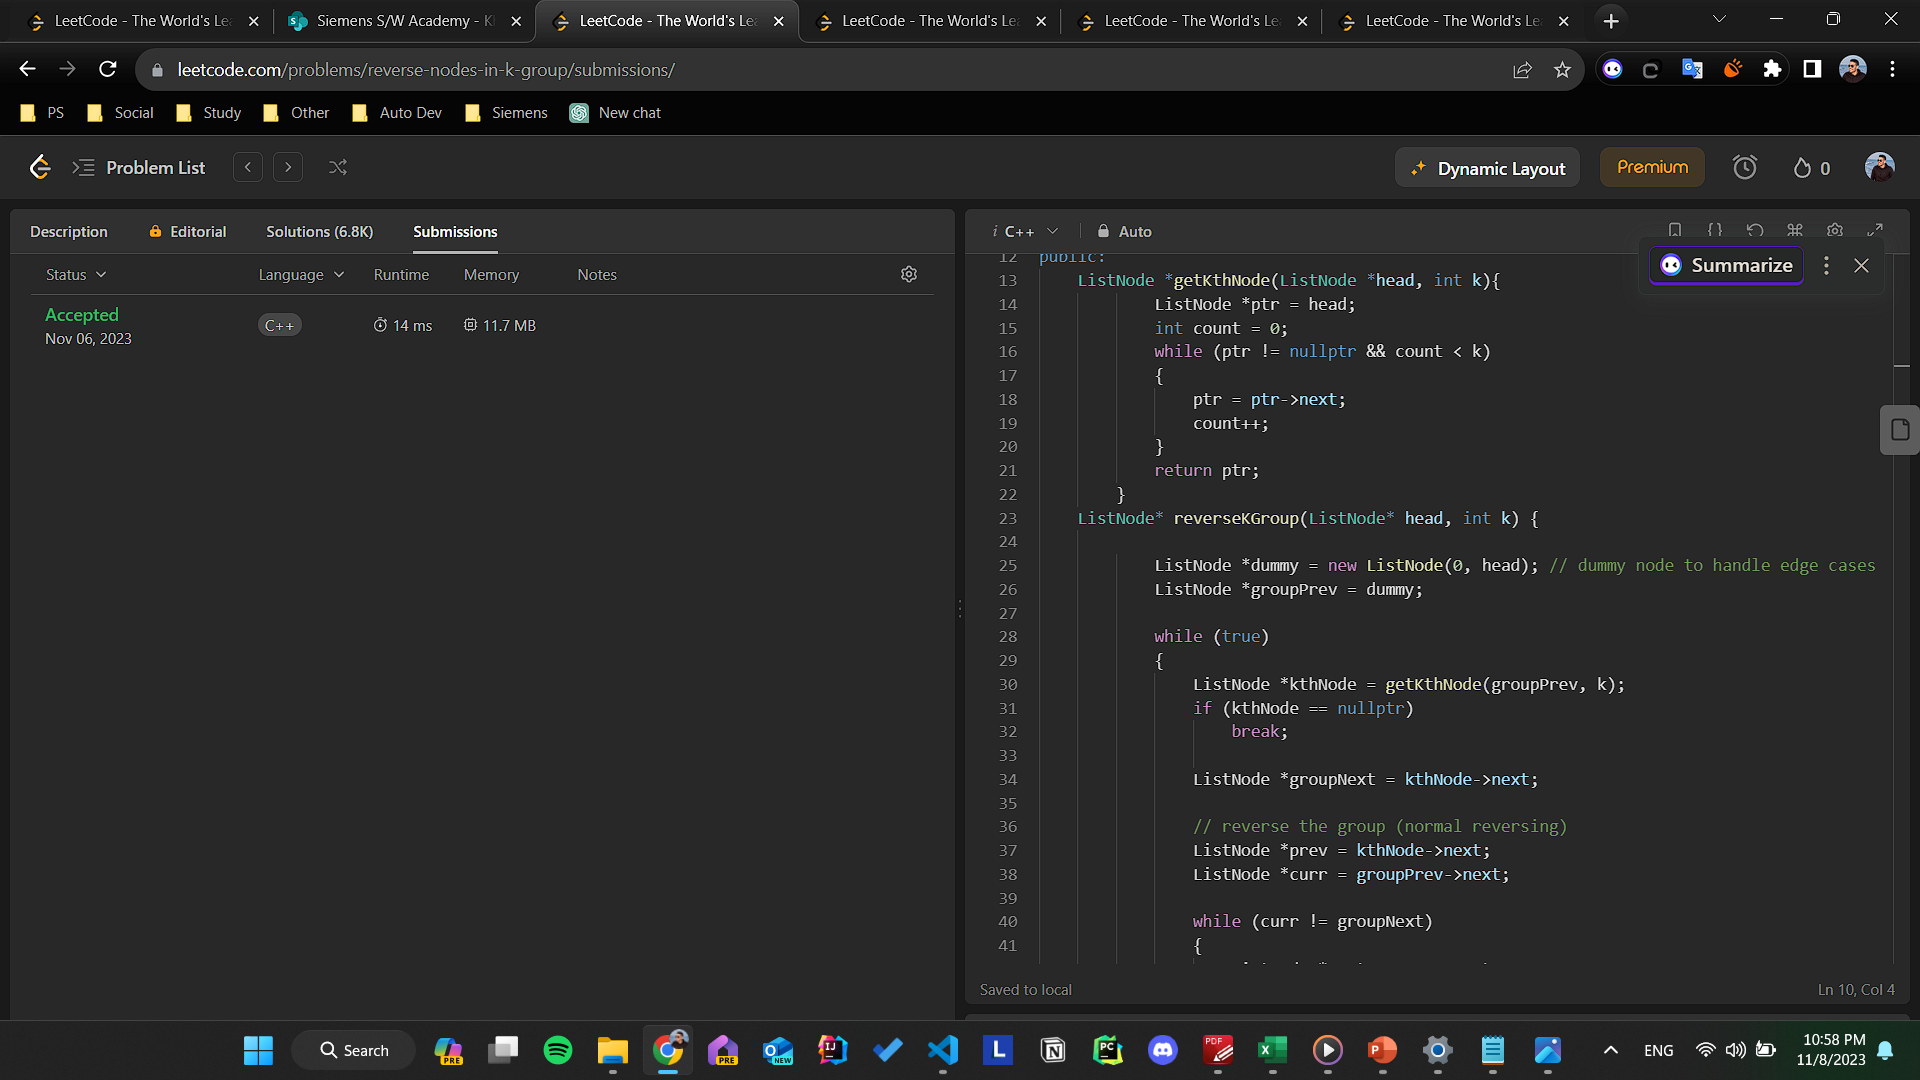 LeetCode - The World's Le
Siemens S/W Academy - K
LeetCode - The World's Lea
LeetCode - The World's Le
LeetCode - The World's Le
LeetCode - The World's Le
leetcode.com/problems/reverse-nodes-in-k-group/submissions/
PS
Social
Study
Other
Auto Dev
Siemens
New chat
Problem List
Dynamic Layout
Premium
0
Description
Editorial
Solutions (6.8K)
Submissions
Status
Language
Runtime
Memory
Notes
Accepted
Nov 06, 2023
C++
14 ms
11.7 MB
i C++
Auto
Summarize
12 public:
13 ListNode *getKthNode(ListNode *head, int k){
14 ListNode *ptr = head;
15 int count = 0;
16 while (ptr != nullptr && count < k)
17 {
18 ptr = ptr->next;
19 count++;
20 }
21 return ptr;
22 }
23 ListNode* reverseKGroup(ListNode* head, int k) {
24
25 ListNode *dummy = new ListNode(0, head); // dummy node to handle edge cases
26 ListNode *groupPrev = dummy;
27
28 while (true)
29 {
30 ListNode *kthNode = getKthNode(groupPrev, k);
31 if (kthNode == nullptr)
32 break;
33
34 ListNode *groupNext = kthNode->next;
35
36 // reverse the group (normal reversing)
37 ListNode *prev = kthNode->next;
38 ListNode *curr = groupPrev->next;
39
40 while (curr != groupNext)
41 {
Saved to local
Ln 10, Col 4
Search
PRE
PRE
NEW
IJ
L
PC
PDF
ENG
10:58 PM
11/8/2023